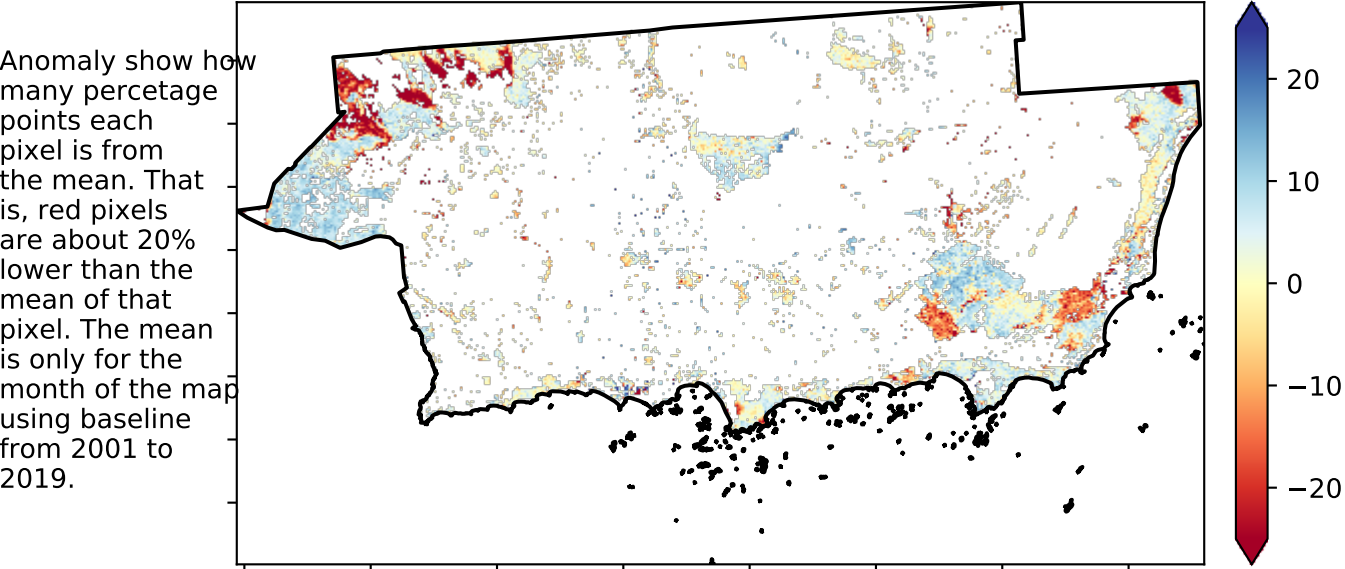 Anomaly show how
many percetage
points each
pixel is from
the mean. That
is, red pixels
are about 20%
lower than the
mean of that
pixel. The mean
is only for the
month of the map
using baseline
from 2001 to
2019.
20
10
0
−10
−20